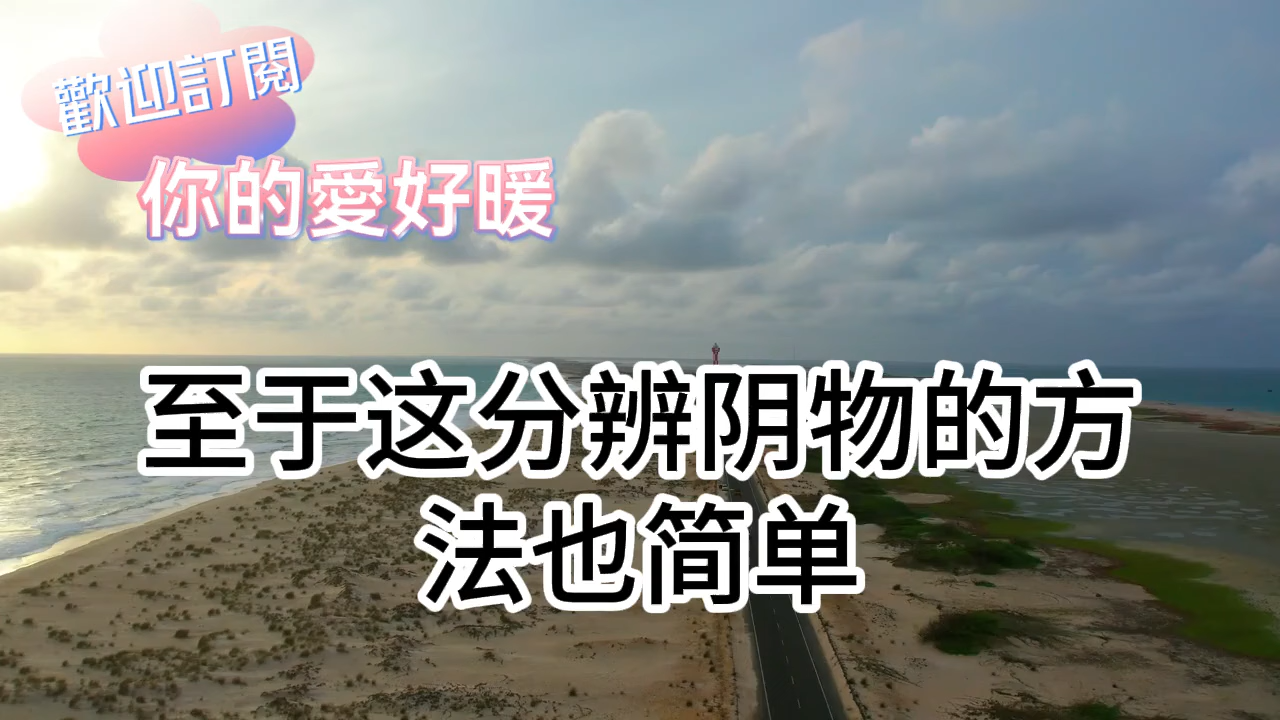 歡迎訂閱
你的愛好暖
至于这分辨阴物的方
法也简单